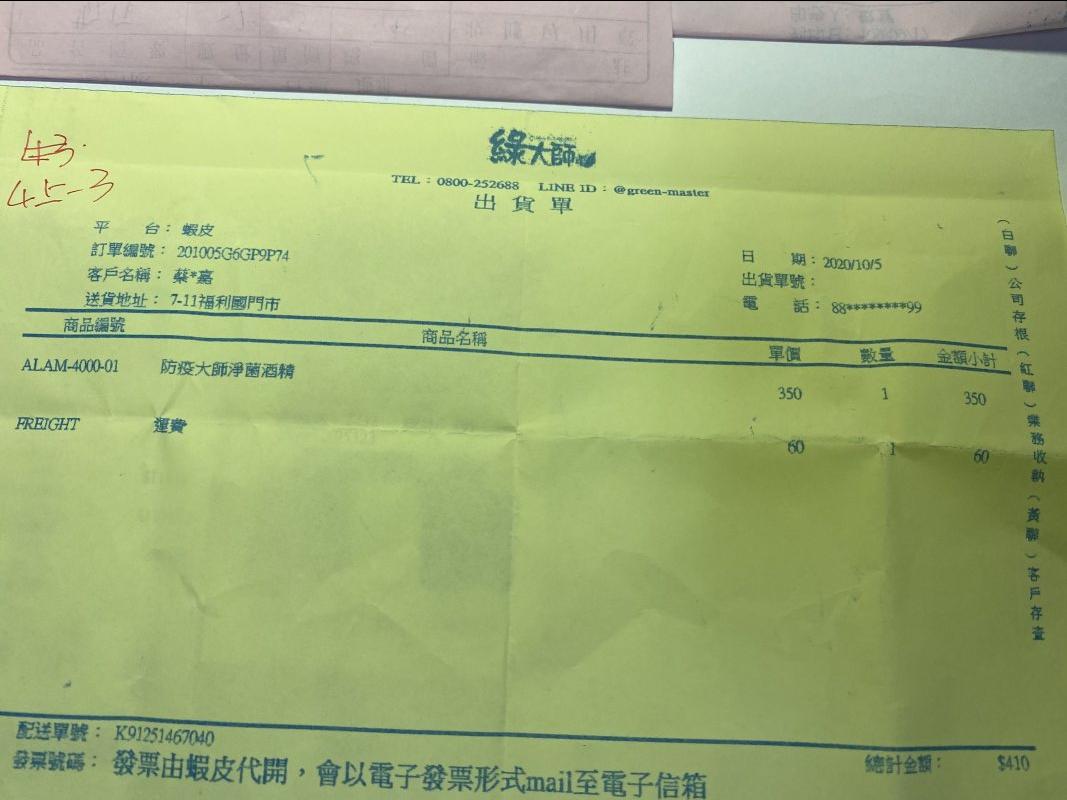 綠大師
TEL：0800-252688 LINE ID：@green-master
出貨單
平 台：蝦皮
訂單編號：201005G6GP9P74
客戶名稱：蔡*嘉
送貨地址：7-11福利國門市
日 期：2020/10/5
出貨單號：
電 話：88********99
商品編號 商品名稱 單價 數量 金額小計
ALAM-4000-01 防疫大師淨菌酒精 350 1 350
FREIGHT 運費 60 1 60
（白聯）公司存根（紅聯）業務收執（黃聯）客戶存查
配送單號：K91251467040
發票號碼：發票由蝦皮代開，會以電子發票形式mail至電子信箱
總計金額：$410